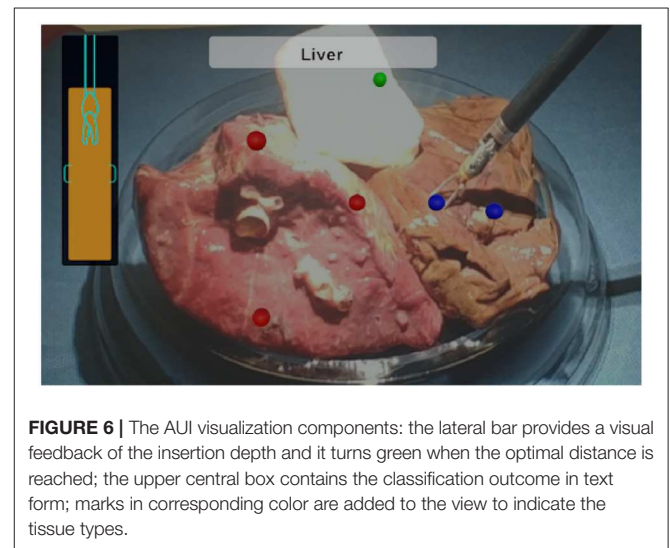 Liver
FIGURE 6 | The AUI visualization components: the lateral bar provides a visual
feedback of the insertion depth and it turns green when the optimal distance is
reached; the upper central box contains the classification outcome in text
form; marks in corresponding color are added to the view to indicate the
tissue types.